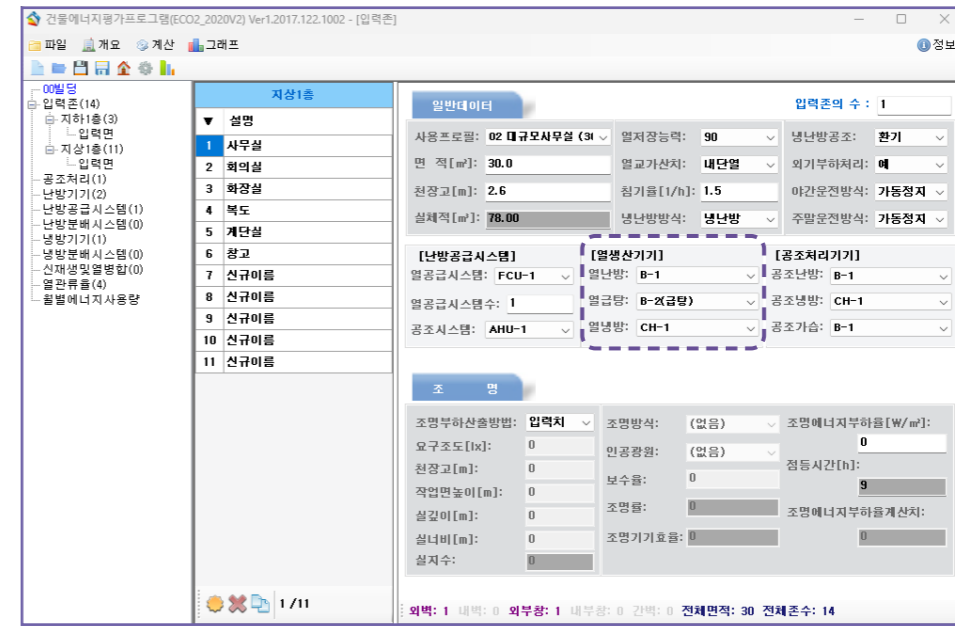 건물에너지평가프로그램(ECO2_2020V2) Ver1.2017.122.1002 - [입력존]
파일 개요 계산 그래프 정보
00빌딩
입력존(14)
지하1층(3)
입력면
지상1층(11)
입력면
공조처리(1)
난방기기(2)
난방공급시스템(1)
난방분배시스템(0)
냉방기기(1)
냉방분배시스템(0)
신재생및열병합(0)
열관류율(4)
월별에너지사용량
지상1층
▼ 설명
1 사무실
2 회의실
3 화장실
4 복도
5 계단실
6 창고
7 신규이름
8 신규이름
9 신규이름
10 신규이름
11 신규이름
1 /11
일반데이터 입력존의 수 : 1
사용프로필: 02 대규모사무실 (3( 열저장능력: 90 냉난방공조: 환기
면 적[㎡]: 30.0 열교가산치: 내단열 외기부하처리: 예
천장고[m]: 2.6 침기율[1/h]: 1.5 야간운전방식: 가동정지
실체적[㎥]: 78.00 냉난방방식: 냉난방 주말운전방식: 가동정지
[난방공급시스템] [열생산기기] [공조처리기기]
열공급시스템: FCU-1 열난방: B-1 공조난방: B-1
열공급시스템수: 1 열급탕: B-2(급탕) 공조냉방: CH-1
공조시스템: AHU-1 열냉방: CH-1 공조가습: B-1
조 명
조명부하산출방법: 입력치 조명방식: (없음) 조명에너지부하율[W/㎡]:
요구조도[lx]: 0 인공광원: (없음) 0
천장고[m]: 0 보수율: 0 점등시간[h]:
작업면높이[m]: 0 9
실깊이[m]: 0 조명률: 0 조명에너지부하율계산치:
실너비[m]: 0 조명기기효율: 0 0
실지수: 0
외벽: 1 내벽: 0 외부창: 1 내부창: 0 간벽: 0 전체면적: 30 전체존수: 14